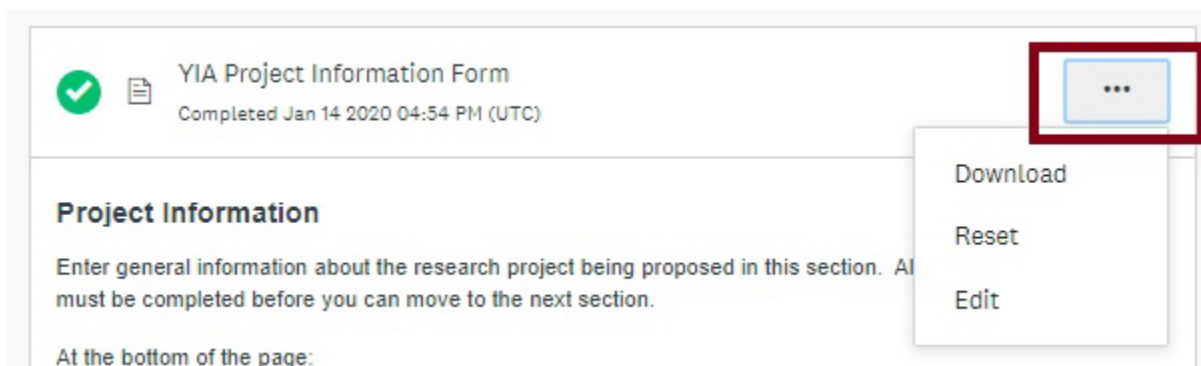 YIA Project Information Form
Completed Jan 14 2020 04:54 PM (UTC)
...
Download
Reset
Edit
Project Information
Enter general information about the research project being proposed in this section. Al
must be completed before you can move to the next section.
At the bottom of the page: